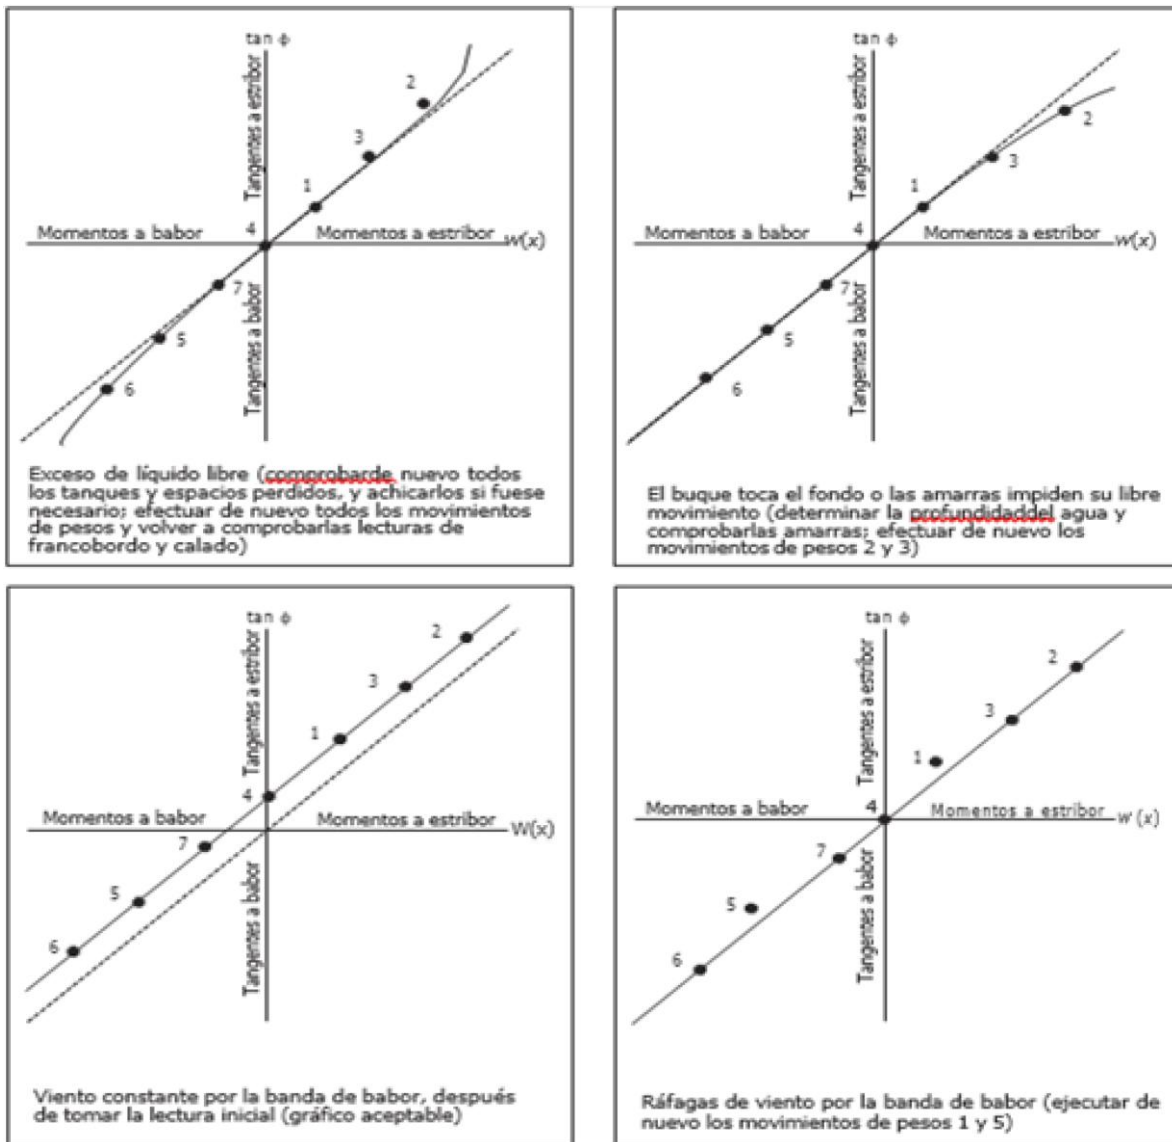 tan ϕ
Tangentes a estribor
2
3
1
4
Momentos a babor
Momentos a estribor
w(x)
7
5
6
Tangentes a babor
Exceso de líquido libre (comprobarde nuevo todos
los tanques y espacios perdidos, y achicarlos si fuese
necesario; efectuar de nuevo todos los movimientos
de pesos y volver a comprobarlas lecturas de
francobordo y calado)
tan ϕ
Tangentes a estribor
2
3
1
4
Momentos a babor
Momentos a estribor
w(x)
7
5
6
Tangentes a babor
El buque toca el fondo o las amarras impiden su libre
movimiento (determinar la profundidaddel agua y
comprobarlas amarras; efectuar de nuevo los
movimientos de pesos 2 y 3)
tan ϕ
Tangentes a estribor
2
3
1
4
Momentos a babor
Momentos a estribor
W(x)
7
5
6
Tangentes a babor
Viento constante por la banda de babor, después
de tomar la lectura inicial (gráfico aceptable)
tan ϕ
Tangentes a estribor
2
3
1
4
Momentos a babor
Momentos a estribor
w (x)
7
5
6
Tangentes a babor
Ráfagas de viento por la banda de babor (ejecutar de
nuevo los movimientos de pesos 1 y 5)